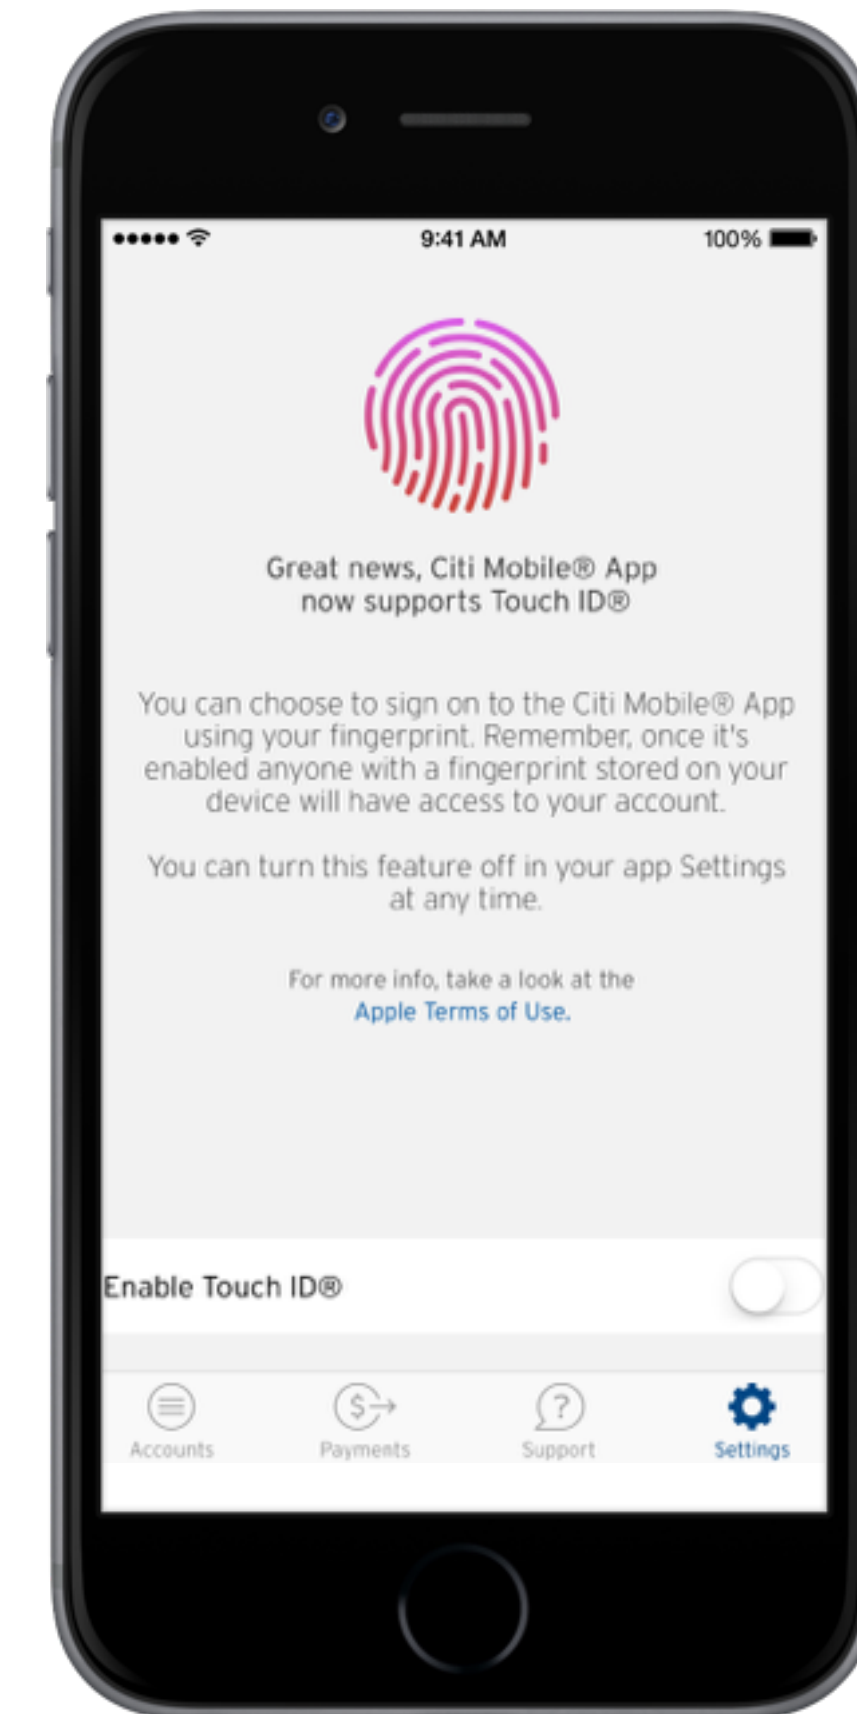 9:41 AM
100%
Great news, Citi Mobile® App
now supports Touch ID®
You can choose to sign on to the Citi Mobile® App
using your fingerprint. Remember, once it's
enabled anyone with a fingerprint stored on your
device will have access to your account.
You can turn this feature off in your app Settings
at any time.
For more info, take a look at the
Apple Terms of Use.
Enable Touch ID®
Accounts
Payments
Support
Settings